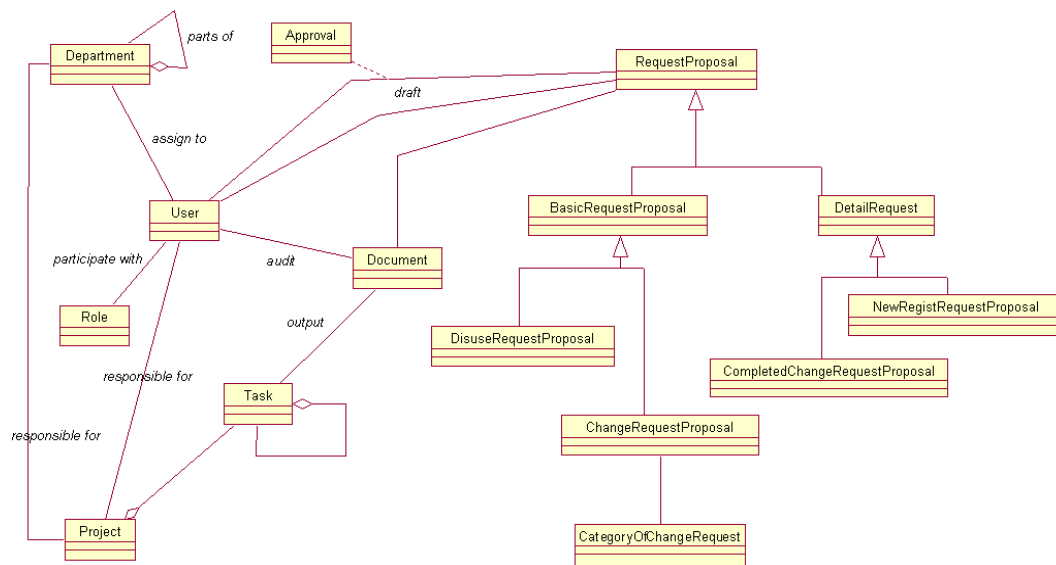 parts of
Approval
Department
RequestProposal
draft
assign to
User
BasicRequestProposal
DetailRequest
participate with
audit
Document
Role
NewRegistRequestProposal
output
DisuseRequestProposal
responsible for
CompletedChangeRequestProposal
Task
ChangeRequestProposal
responsible for
Project
CategoryOfChangeRequest